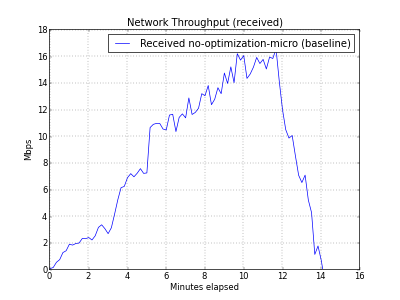 Network Throughput (received)
Received no-optimization-micro (baseline)
18
16
14
12
10
8
6
4
2
0
Mbps
0 2 4 6 8 10 12 14 16
Minutes elapsed